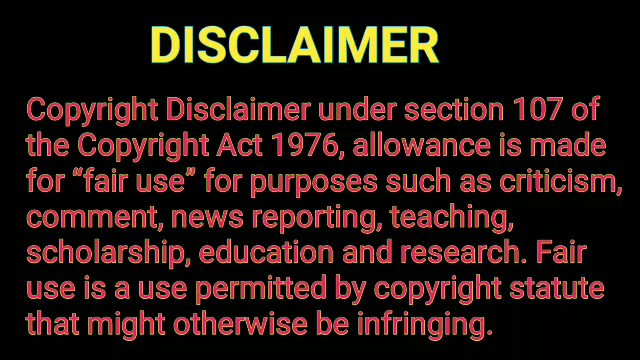 DISCLAIMER
Copyright Disclaimer under section 107 of
the Copyright Act 1976, allowance is made
for “fair use” for purposes such as criticism,
comment, news reporting, teaching,
scholarship, education and research. Fair
use is a use permitted by copyright statute
that might otherwise be infringing.